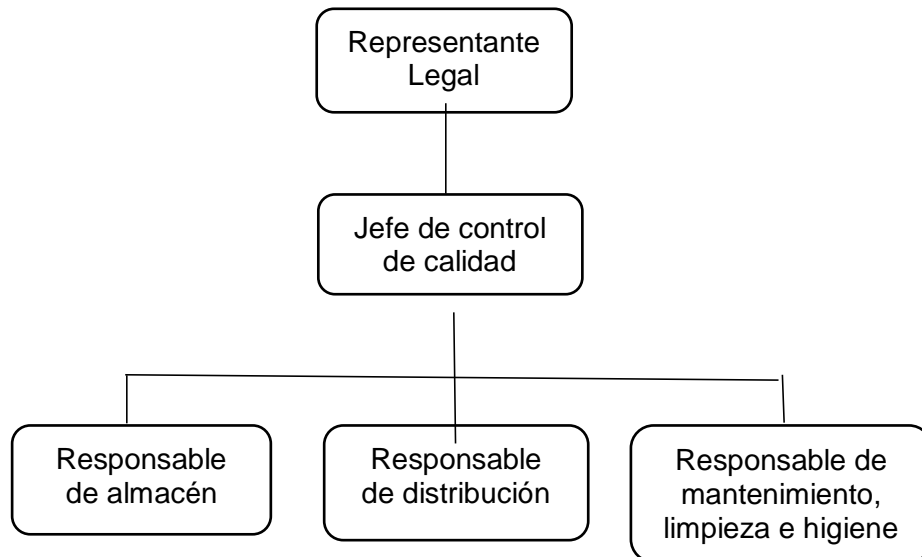 Representante
Legal
Jefe de control
de calidad
Responsable
de almacén
Responsable
de distribución
Responsable de
mantenimiento,
limpieza e higiene